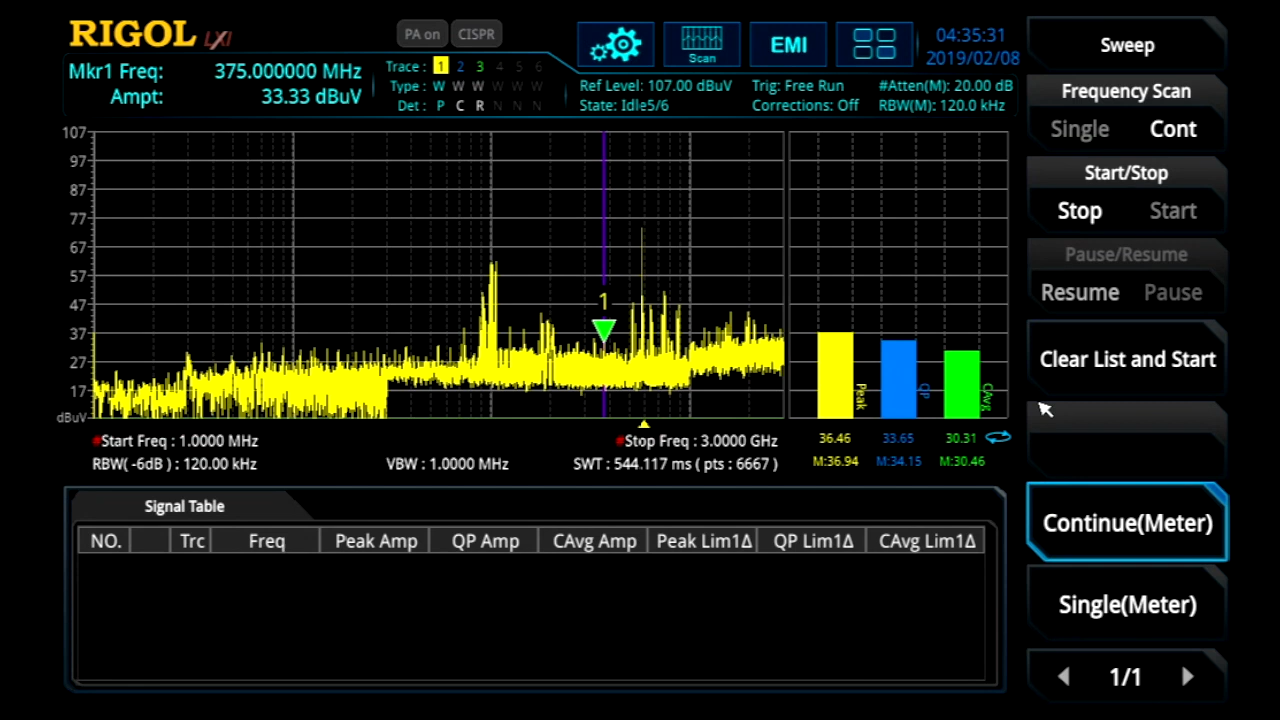 RIGOL LXI
PA on CISPR
EMI
Scan
04:35:31
2019/02/08
Mkr1 Freq: 375.000000 MHz
Ampt: 33.33 dBuV
Trace : 1 2 3 4 5 6
Type : W W W W W W
Det : P C R N N N
Ref Level: 107.00 dBuV Trig: Free Run #Atten(M): 20.00 dB
State: Idle5/6 Corrections: Off RBW(M): 120.0 kHz
107
97
87
77
67
57
47
37
27
17
dBuV
1
Peak QP CAvg
36.46 33.65 30.31
M:36.94 M:34.15 M:30.46
#Start Freq : 1.0000 MHz #Stop Freq : 3.0000 GHz
RBW( -6dB ) : 120.00 kHz VBW : 1.0000 MHz SWT : 544.117 ms ( pts : 6667 )
Signal Table
NO. Trc Freq Peak Amp QP Amp CAvg Amp Peak Lim1Δ QP Lim1Δ CAvg Lim1Δ
Sweep
Frequency Scan
Single Cont
Start/Stop
Stop Start
Pause/Resume
Resume Pause
Clear List and Start
Continue(Meter)
Single(Meter)
1/1